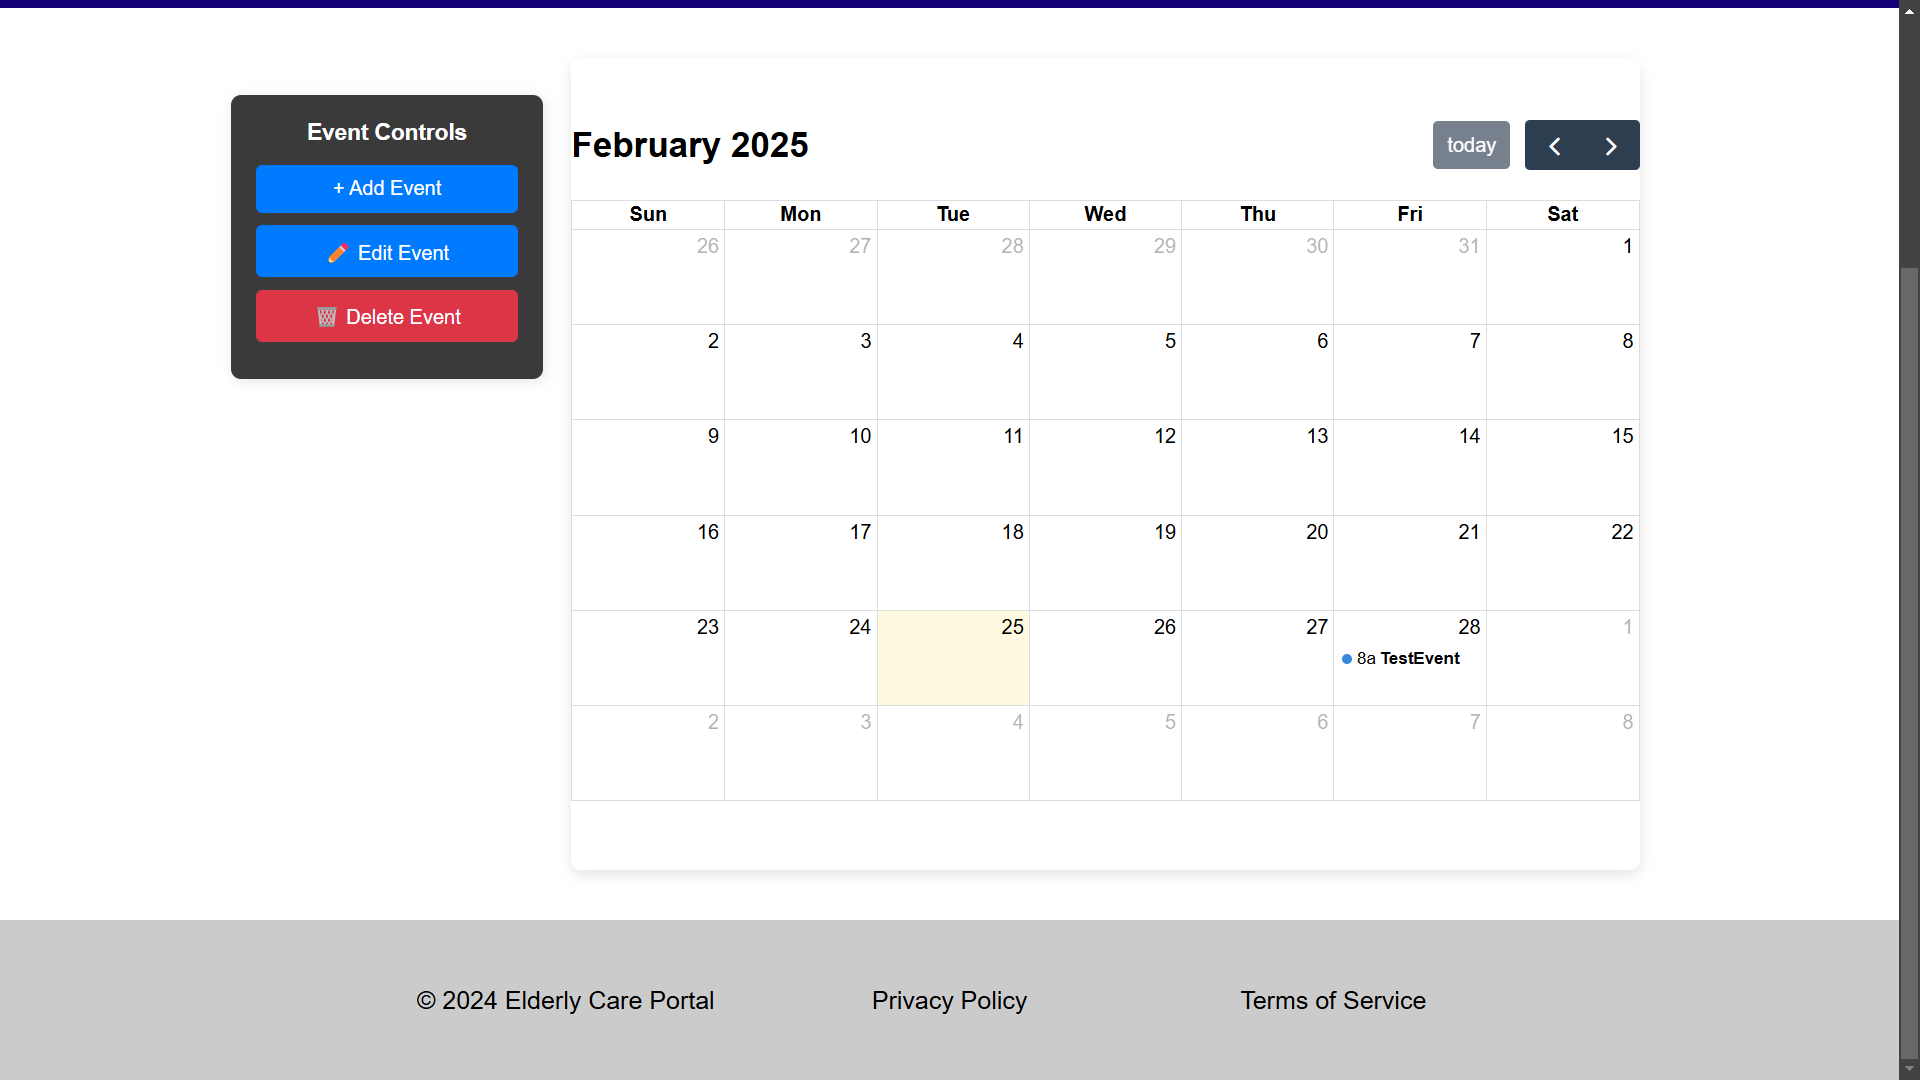 Event Controls
+ Add Event
Edit Event
Delete Event
February 2025
today
Sun Mon Tue Wed Thu Fri Sat
26 27 28 29 30 31 1
2 3 4 5 6 7 8
9 10 11 12 13 14 15
16 17 18 19 20 21 22
23 24 25 26 27 28 1
8a TestEvent
2 3 4 5 6 7 8
© 2024 Elderly Care Portal Privacy Policy Terms of Service